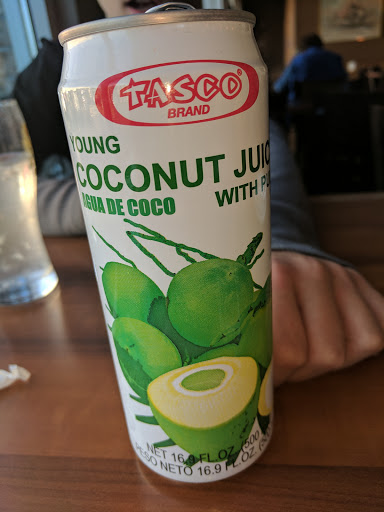 TASCO
BRAND
YOUNG
COCONUT JUIC
WITH P
AGUA DE COCO
NET 16.9 FL.OZ. (500
PESO NETO 16.9 FL.OZ. (5